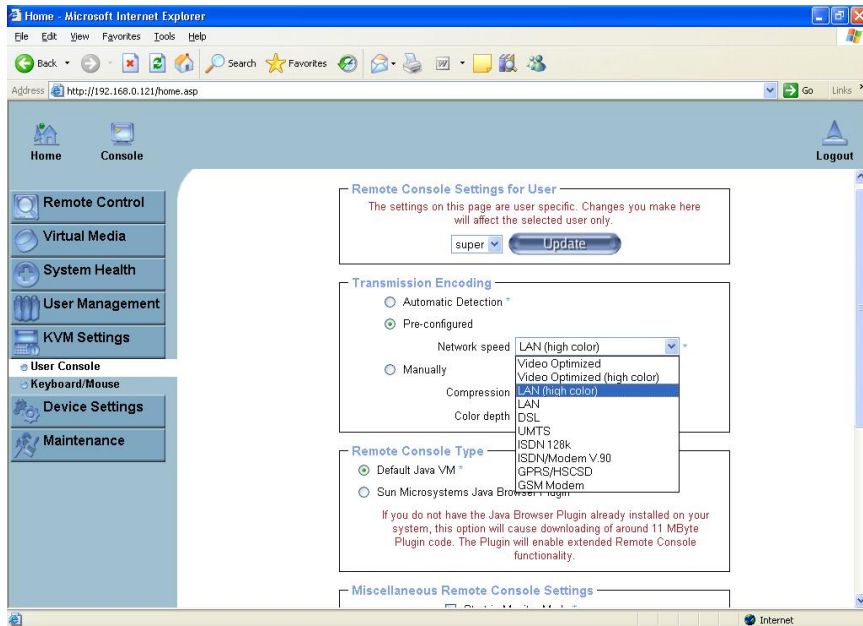 Home - Microsoft Internet Explorer
File Edit View Favorites Tools Help
Back Search Favorites
Address http://192.168.0.121/home.asp Go Links
Home Console Logout
Remote Control
Virtual Media
System Health
User Management
KVM Settings
User Console
Keyboard/Mouse
Device Settings
Maintenance
Remote Console Settings for User
The settings on this page are user specific. Changes you make here
will affect the selected user only.
super Update
Transmission Encoding
Automatic Detection *
Pre-configured
Network speed LAN (high color) *
Manually
Compression
Color depth
Video Optimized
Video Optimized (high color)
LAN (high color)
LAN
DSL
UMTS
ISDN 128k
ISDN/Modem V.90
GPRS/HSCSD
GSM Modem
Remote Console Type
Default Java VM *
Sun Microsystems Java Browser Plugin
If you do not have the Java Browser Plugin already installed on your
system, this option will cause downloading of around 11 MByte
Plugin code. The Plugin will enable extended Remote Console
functionality.
Miscellaneous Remote Console Settings
Internet